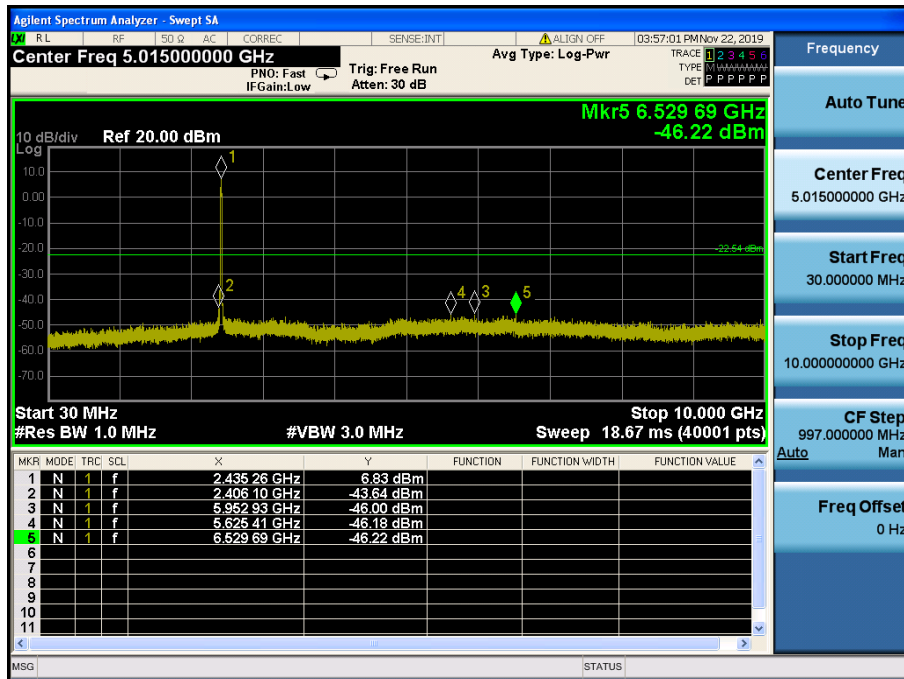 Agilent Spectrum Analyzer - Swept SA
LXI RL RF 50 Ω AC CORREC SENSE:INT ALIGN OFF 03:57:01 PM Nov 22, 2019
Center Freq 5.015000000 GHz
PNO: Fast
IFGain:Low
Trig: Free Run
Atten: 30 dB
Avg Type: Log-Pwr
TRACE 1 2 3 4 5 6
TYPE M WWWWW
DET P P P P P P
Mkr5 6.529 69 GHz
-46.22 dBm
10 dB/div Ref 20.00 dBm
Log
10.0
0.00
-10.0
-20.0
-30.0
-40.0
-50.0
-60.0
-70.0
1
2
4 3 5
-22.54 dBm
Start 30 MHz
Stop 10.000 GHz
#Res BW 1.0 MHz
#VBW 3.0 MHz
Sweep 18.67 ms (40001 pts)
MKR MODE TRC SCL X Y FUNCTION FUNCTION WIDTH FUNCTION VALUE
1 N 1 f 2.435 26 GHz 6.83 dBm
2 N 1 f 2.406 10 GHz -43.64 dBm
3 N 1 f 5.952 93 GHz -46.00 dBm
4 N 1 f 5.625 41 GHz -46.18 dBm
5 N 1 f 6.529 69 GHz -46.22 dBm
6
7
8
9
10
11
MSG
STATUS
Frequency
Auto Tune
Center Freq
5.015000000 GHz
Start Freq
30.000000 MHz
Stop Freq
10.000000000 GHz
CF Step
997.000000 MHz
Auto Man
Freq Offset
0 Hz